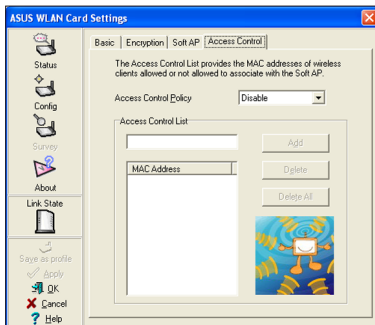 ASUS WLAN Card Settings
Status
Config
Survey
About
Link State
Save as profile
Apply
OK
Cancel
Help
Basic
Encryption
Soft AP
Access Control
The Access Control List provides the MAC addresses of wireless
clients allowed or not allowed to associate with the Soft AP.
Access Control Policy
Disable
Access Control List
Add
MAC Address
Delete
Delete All